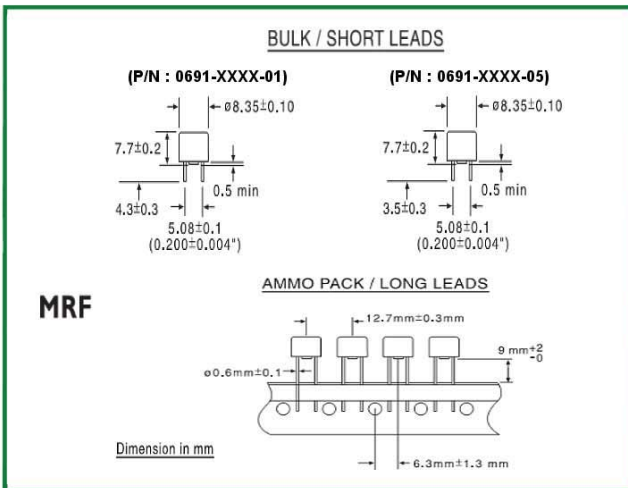 BULK / SHORT LEADS
(P/N : 0691-XXXX-01)
(P/N : 0691-XXXX-05)
ø8.35±0.10
ø8.35±0.10
7.7±0.2
7.7±0.2
0.5 min
0.5 min
4.3±0.3
3.5±0.3
5.08±0.1
(0.200±0.004")
5.08±0.1
(0.200±0.004")
AMMO PACK / LONG LEADS
MRF
12.7mm±0.3mm
9 mm+2
-0
ø0.6mm±0.1
Dimension in mm
6.3mm±1.3 mm